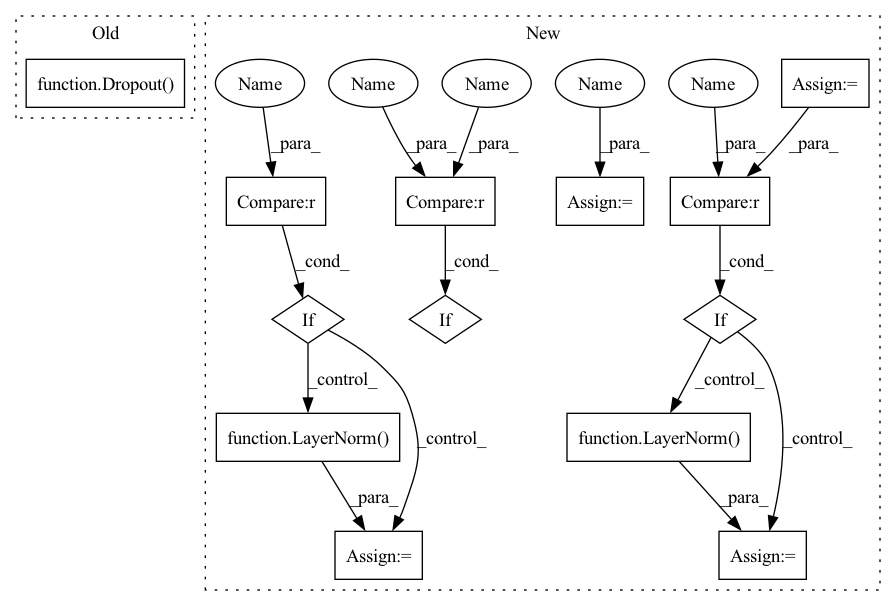 Old
New
function.Dropout()
Name
Name
Name
Name
Name
Assign:=
_para_
_para_
_para_
_para_
_para_
_para_
Compare:r
Compare:r
Assign:=
Compare:r
_cond_
_cond_
_cond_
If
If
If
_control_
_control_
function.LayerNorm()
_control_
function.LayerNorm()
_control_
_para_
_para_
Assign:=
Assign:=